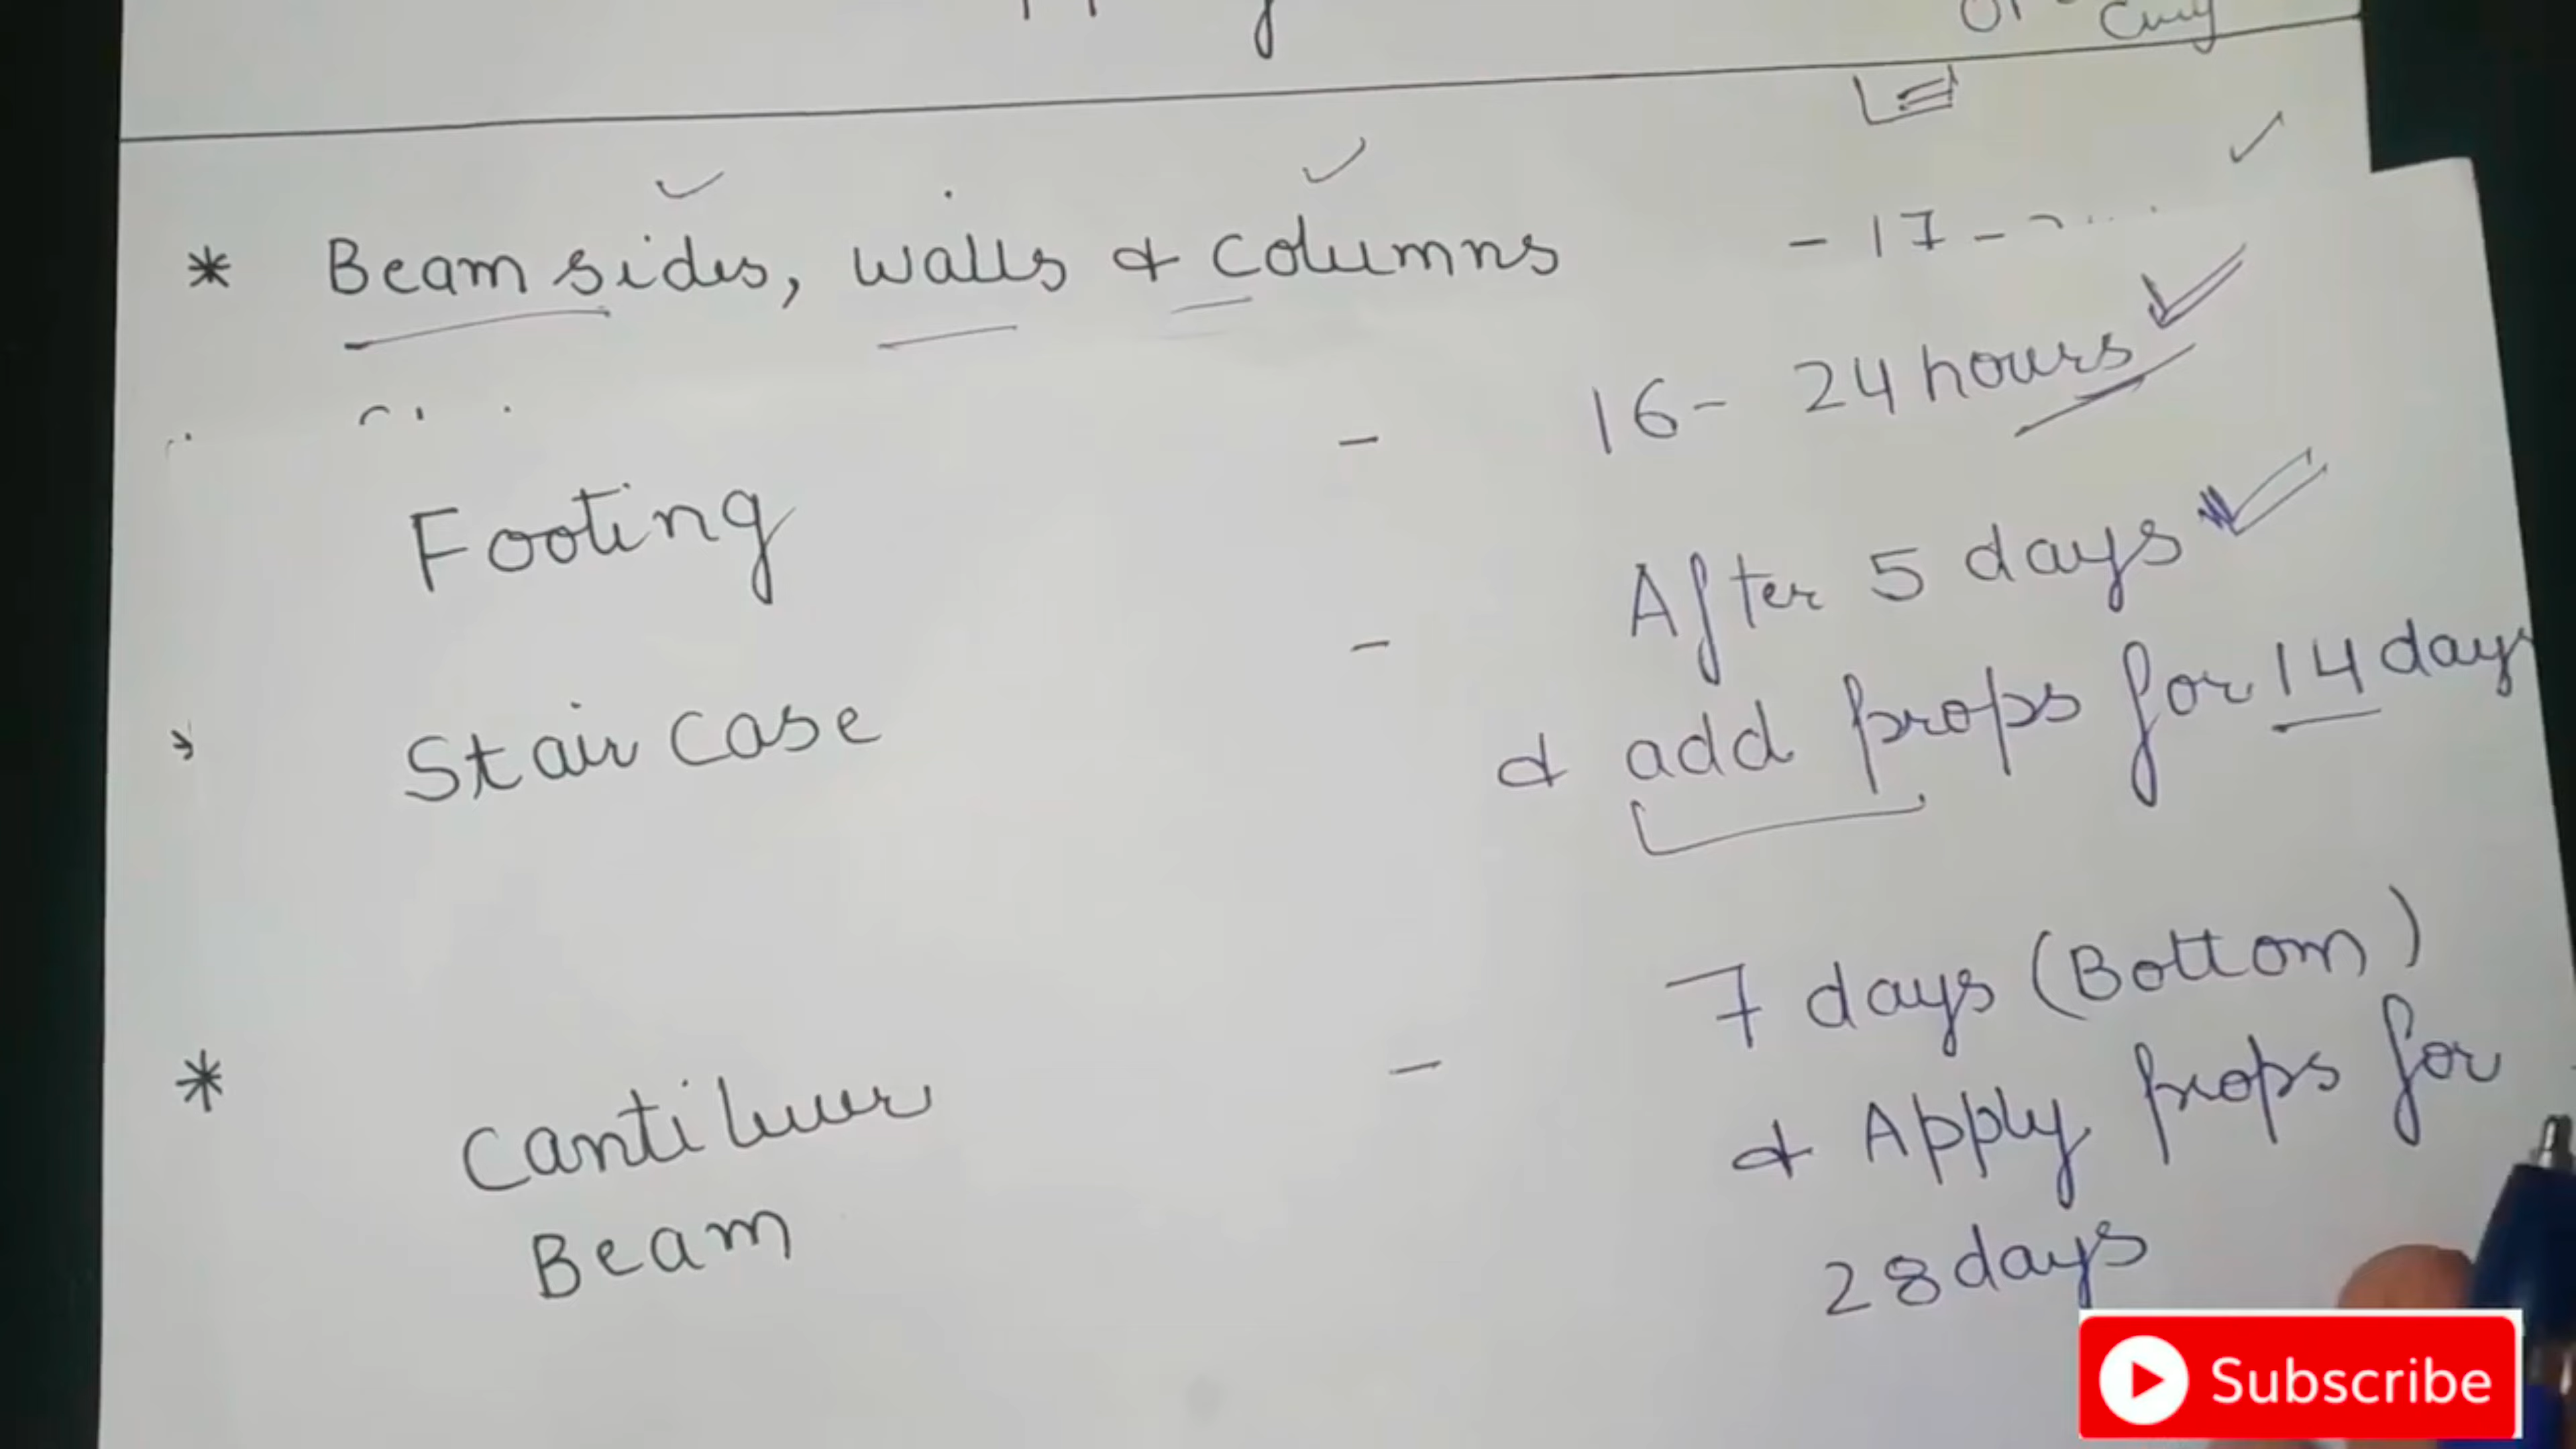 * Beam sides, walls & columns
- 17 -
- 16 - 24 hours
Footing
- After 5 days
Stair case
& add props for 14 days
* - 7 days (Bottom)
Cantilever
& Apply props for
Beam
28 days
Subscribe